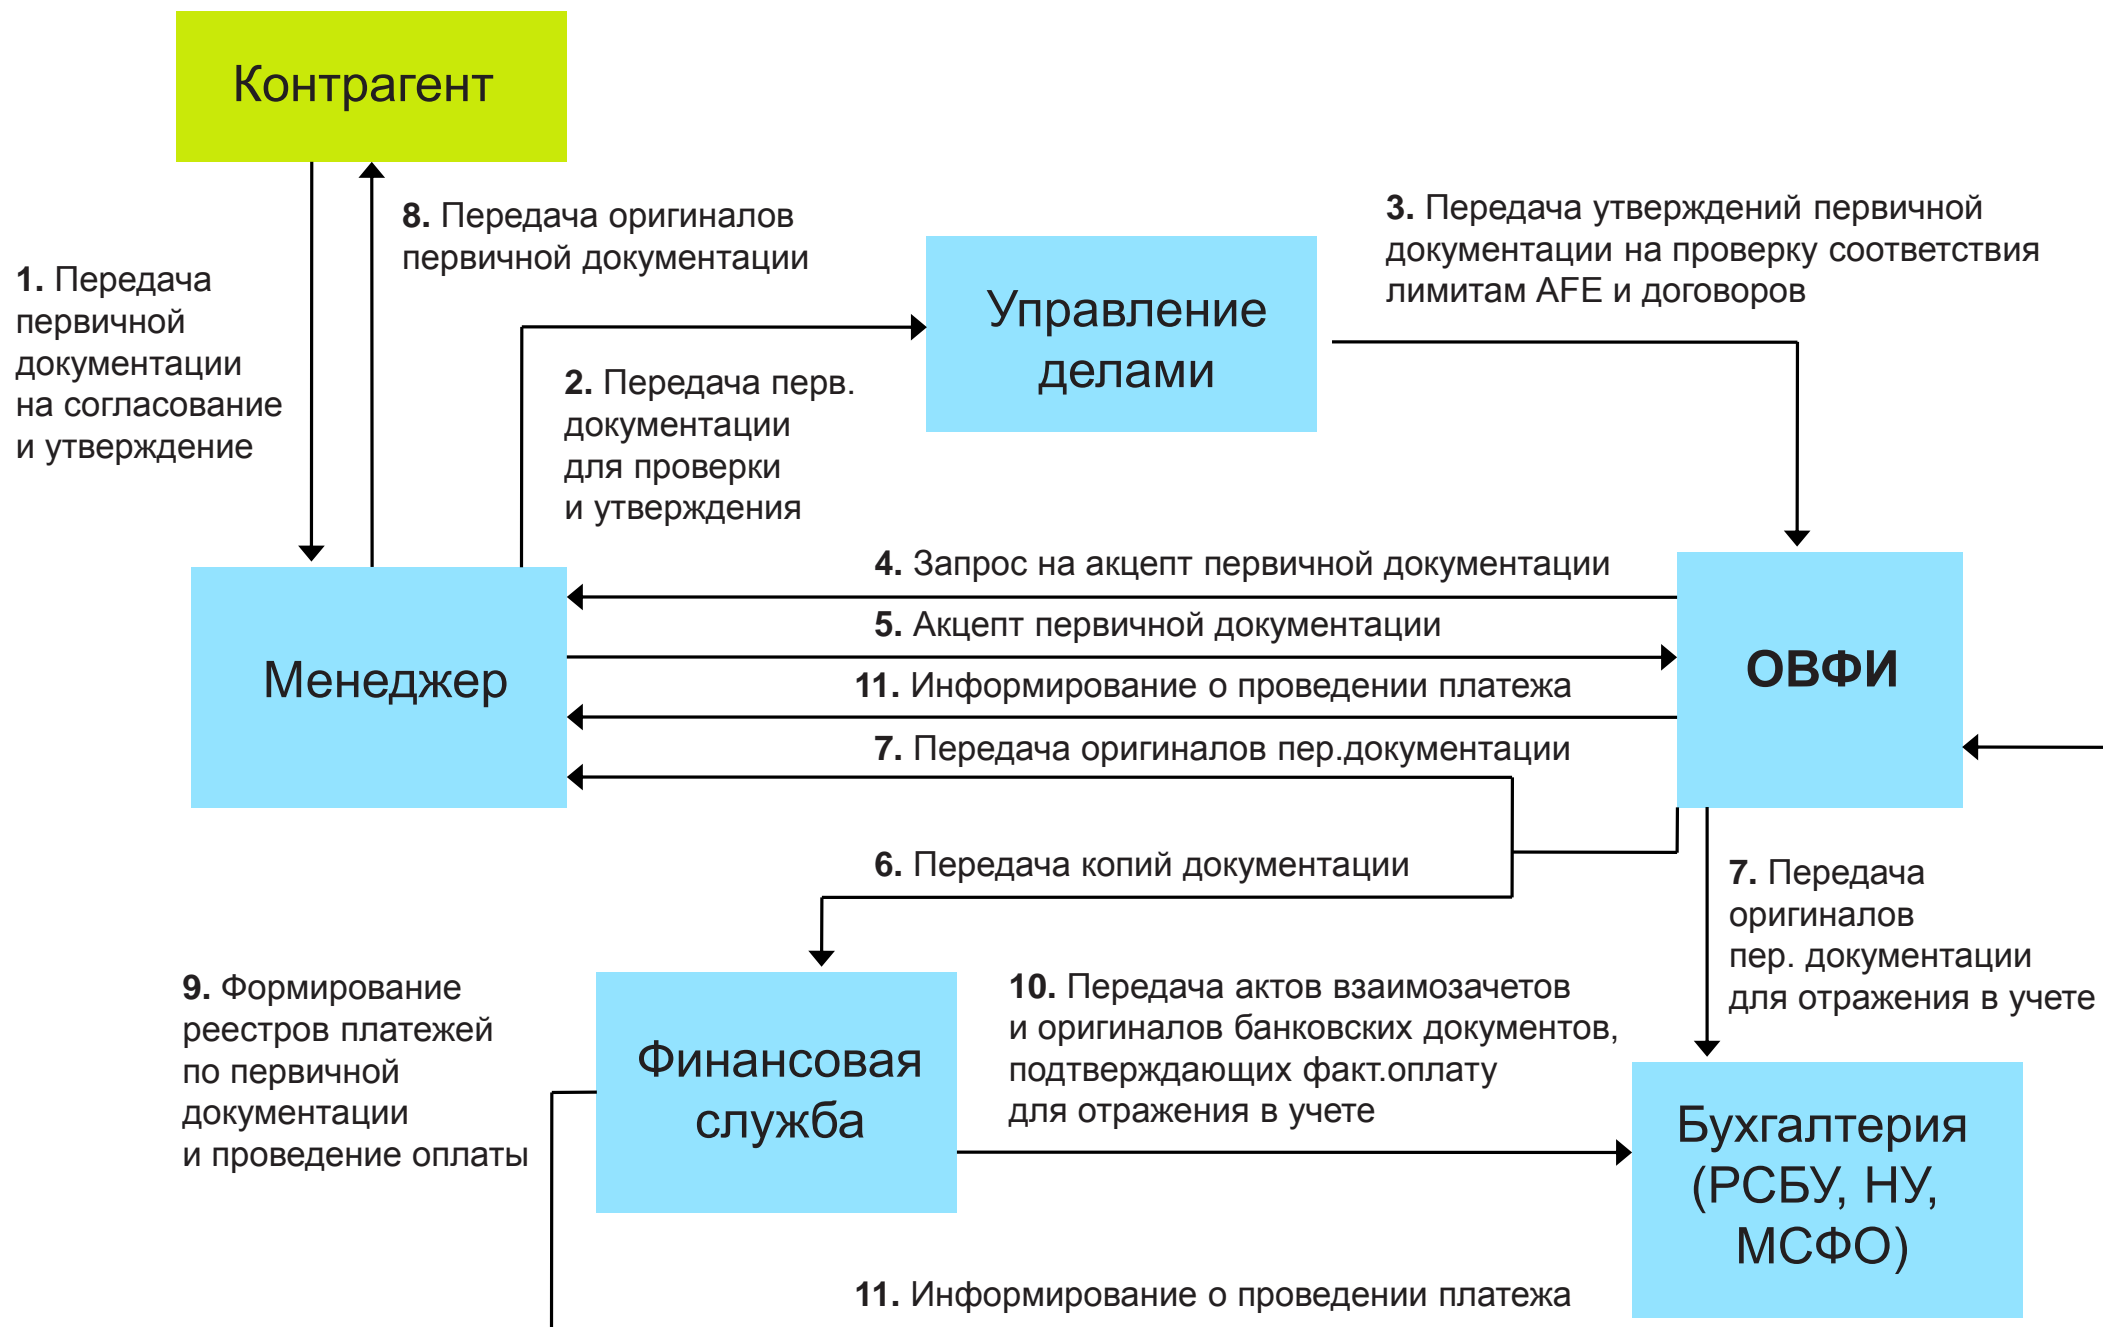 Контрагент
8. Передача оригиналов
первичной документации
3. Передача утверждений первичной
документации на проверку соответствия
лимитам AFE и договоров
1. Передача
первичной
документации
на согласование
и утверждение
Управление
делами
2. Передача перв.
документации
для проверки
и утверждения
4. Запрос на акцепт первичной документации
5. Акцепт первичной документации
Менеджер
ОВФИ
11. Информирование о проведении платежа
7. Передача оригиналов пер.документации
6. Передача копий документации
7. Передача
оригиналов
пер. документации
для отражения в учете
9. Формирование
реестров платежей
по первичной
документации
и проведение оплаты
Финансовая
служба
10. Передача актов взаимозачетов
и оригиналов банковских документов,
подтверждающих факт.оплату
для отражения в учете
Бухгалтерия
(РСБУ, НУ,
МСФО)
11. Информирование о проведении платежа